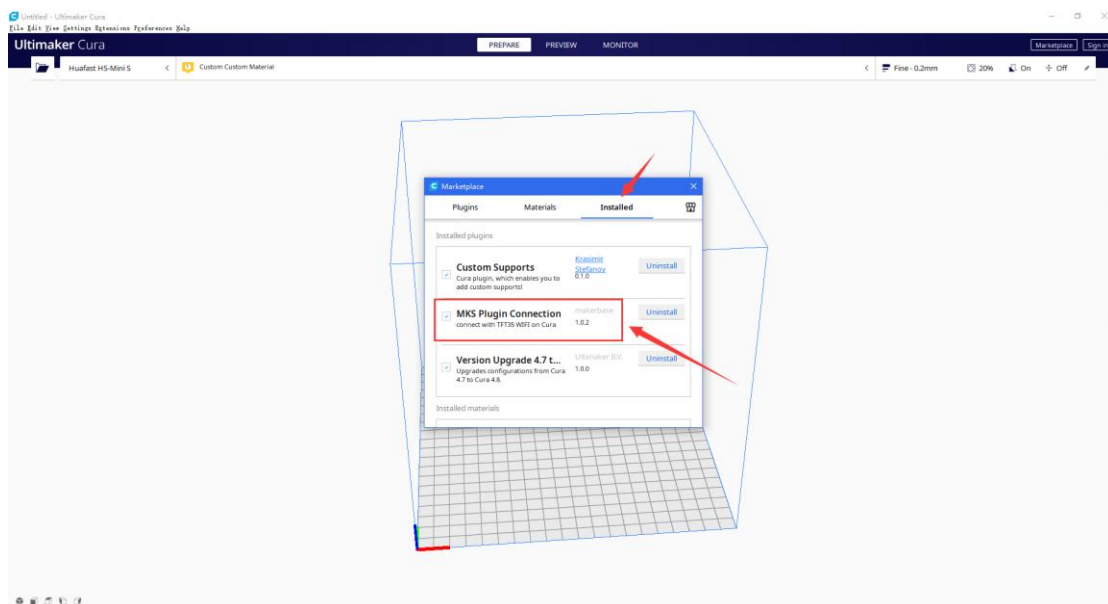 Untitled - Ultimaker Cura
File Edit View Settings Extensions Preferences Help
Ultimaker Cura
PREPARE PREVIEW MONITOR
Marketplace Sign in
Huafast HS-Mini S
Custom Custom Material
Fine - 0.2mm 20% On Off
Marketplace
Plugins Materials Installed
Installed plugins
Custom Supports
Cura plugin, which enables you to
add custom supports!
Krasimir
Stefanov
0.1.0
Uninstall
MKS Plugin Connection
connect with TFT35 WIFI on Cura
makerbase
1.0.2
Uninstall
Version Upgrade 4.7 t...
Upgrades configurations from Cura
4.7 to Cura 4.8.
Ultimaker B.V.
1.0.0
Uninstall
Installed materials